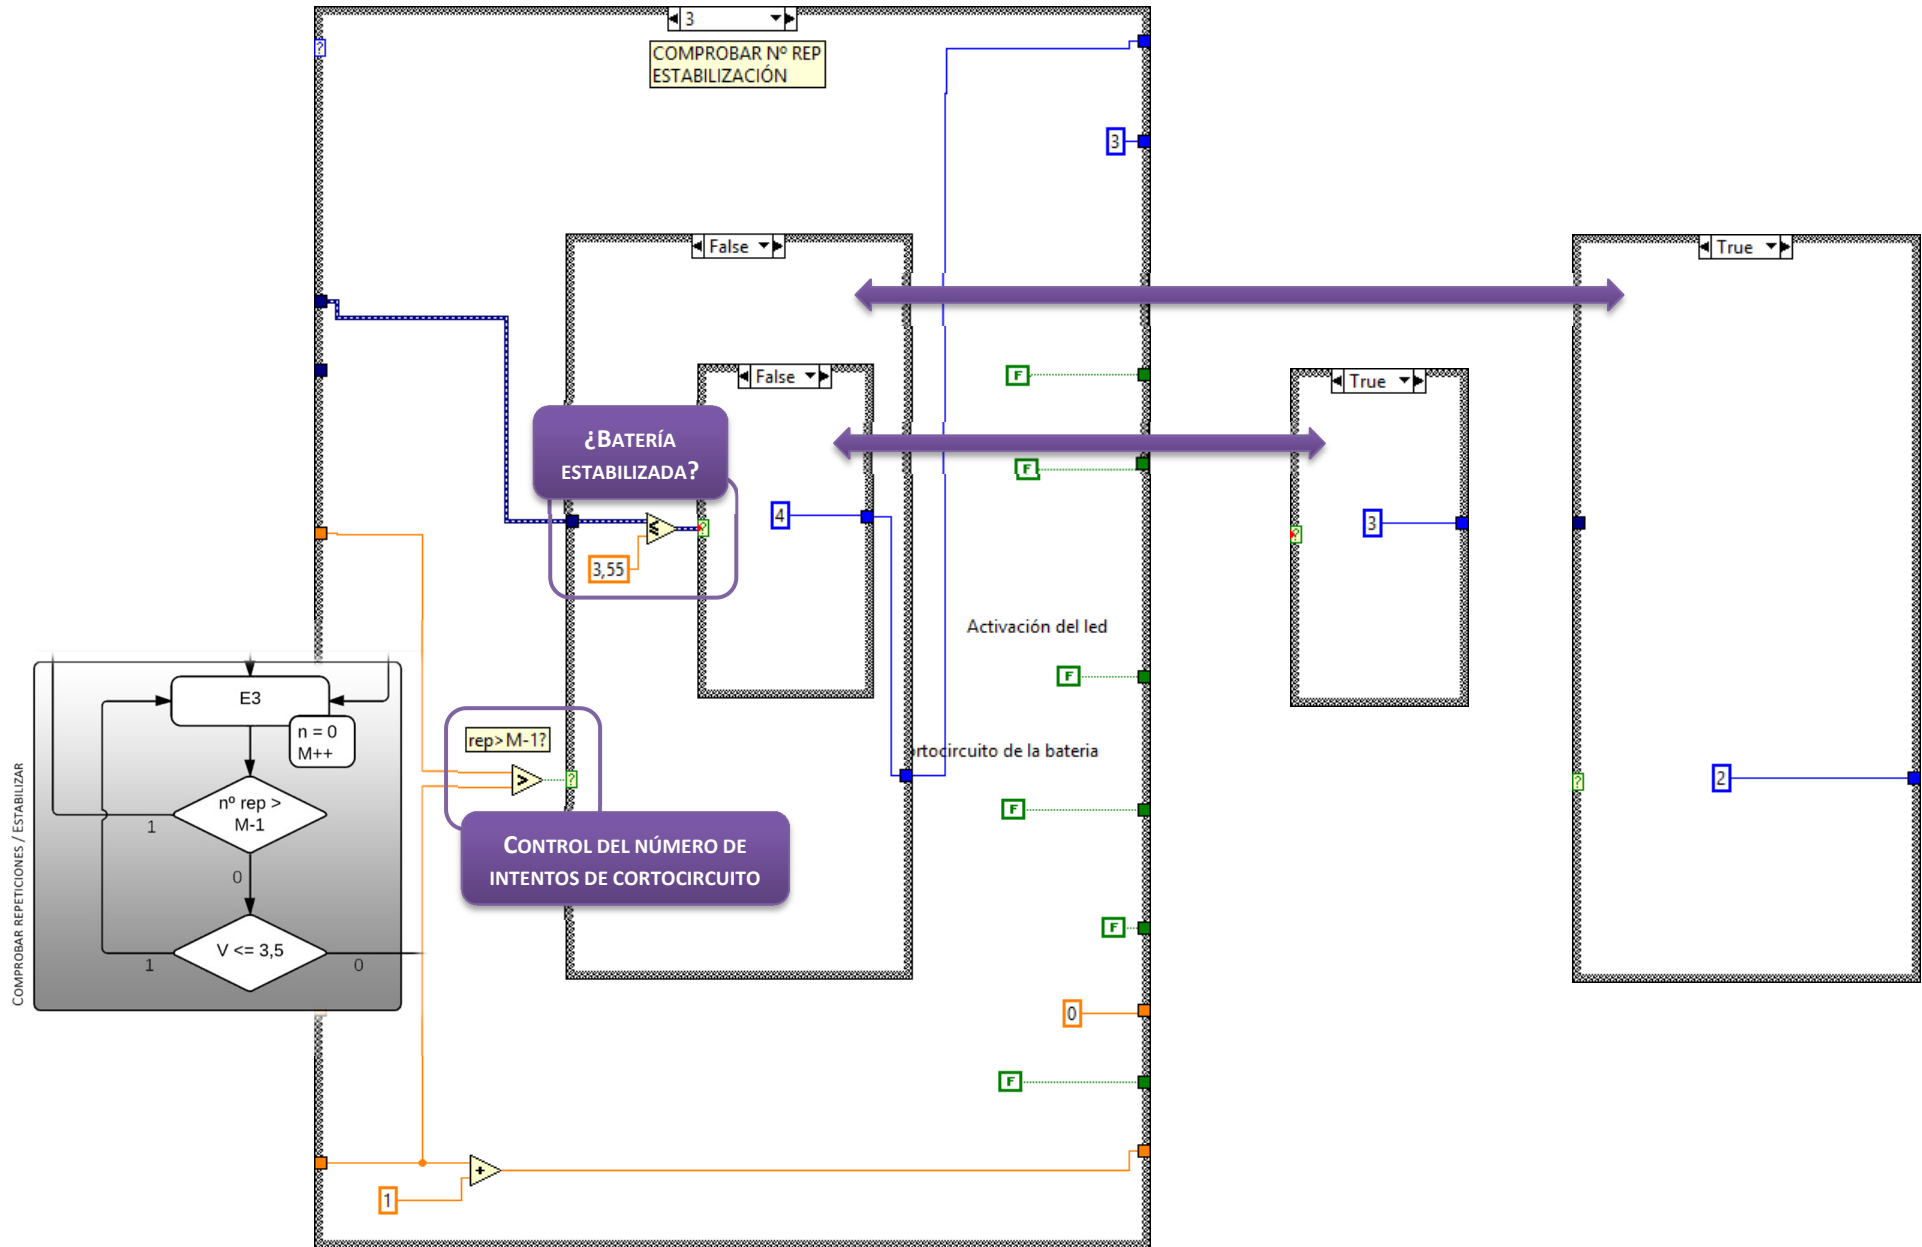 3
COMPROBAR Nº REP
ESTABILIZACIÓN
?
3
False
True
False
True
F
¿BATERÍA
ESTABILIZADA?
F
4
?
≤
3,55
3
?
Activación del led
F
E3
n = 0
M++
rep>M-1?
>
?
rtocircuito de la bateria
2
?
nº rep >
M-1
1
0
F
CONTROL DEL NÚMERO DE
INTENTOS DE CORTOCIRCUITO
V <= 3,5
1
0
F
COMPROBAR REPETICIONES / ESTABILIZAR
0
F
+
1